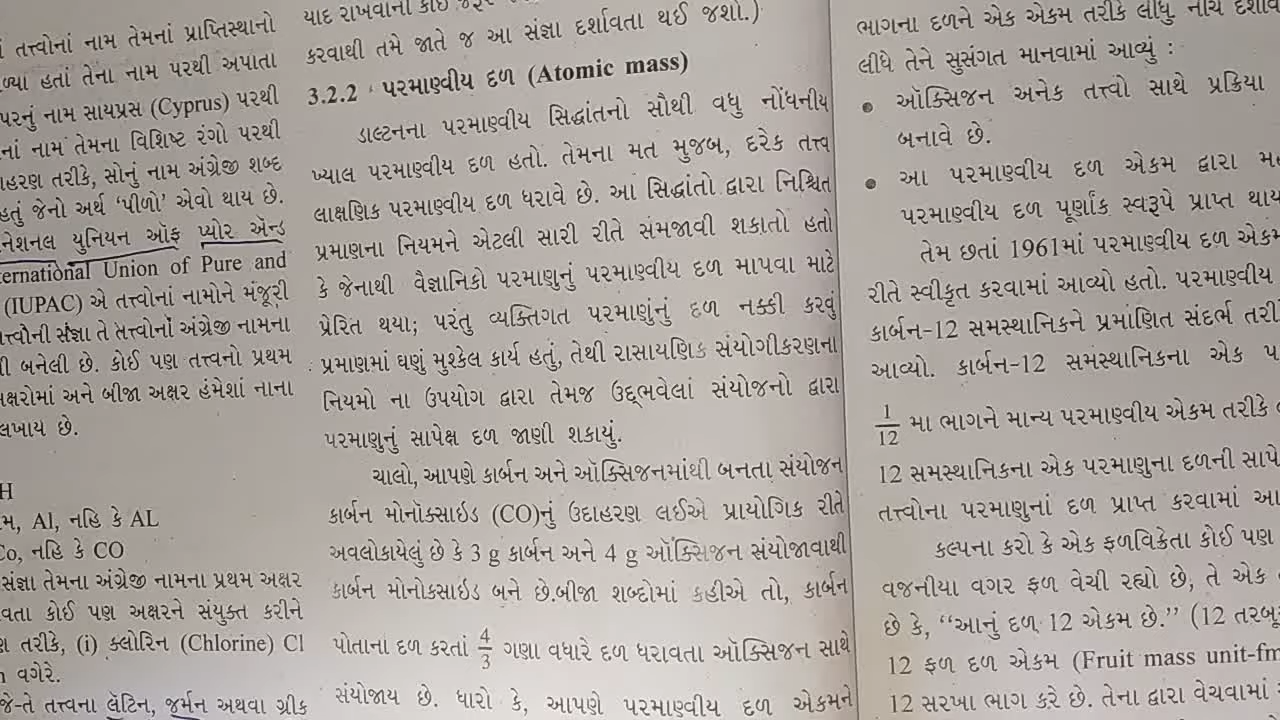 તત્ત્વોનાં નામ તેમનાં પ્રાપ્તિસ્થાનો
ળ્યા હતાં તેના નામ પરથી અપાતા
પરનું નામ સાયપ્રસ (Cyprus) પરથી
નાં નામ તેમના વિશિષ્ટ રંગો પરથી
ાહરણ તરીકે, સોનું નામ અંગ્રેજી શબ્દ
હતું જેનો અર્થ ‘પીળો’ એવો થાય છે.
નેશનલ યુનિયન ઑફ પ્યોર ઍન્ડ
ternational Union of Pure and
(IUPAC) એ તત્ત્વોનાં નામોને મંજૂરી
ત્ત્વોની સંજ્ઞા તે તત્ત્વોનાં અંગ્રેજી નામના
ી બનેલી છે. કોઈ પણ તત્ત્વનો પ્રથમ
ક્ષરોમાં અને બીજા અક્ષર હંમેશાં નાના
લખાય છે.
H
મ, Al, નહિ કે AL
Co, નહિ કે CO
સંજ્ઞા તેમના અંગ્રેજી નામના પ્રથમ અક્ષર
વતા કોઈ પણ અક્ષરને સંયુક્ત કરીને
ણ તરીકે, (i) ક્લોરિન (Chlorine) Cl
n વગેરે.
જે-તે તત્ત્વના લૅટિન, જર્મન અથવા ગ્રીક
યાદ રાખવાની કોઈ જરૂર
કરવાથી તમે જાતે જ આ સંજ્ઞા દર્શાવતા થઈ જશો.)
3.2.2 પરમાણ્વીય દળ (Atomic mass)
ડાલ્ટનના પરમાણ્વીય સિદ્ધાંતનો સૌથી વધુ નોંધનીય
ખ્યાલ પરમાણ્વીય દળ હતો. તેમના મત મુજબ, દરેક તત્ત્વ
લાક્ષણિક પરમાણ્વીય દળ ધરાવે છે. આ સિદ્ધાંતો દ્વારા નિશ્ચિત
પ્રમાણના નિયમને એટલી સારી રીતે સમજાવી શકાતો હતો
કે જેનાથી વૈજ્ઞાનિકો પરમાણુનું પરમાણ્વીય દળ માપવા માટે
પ્રેરિત થયા; પરંતુ વ્યક્તિગત પરમાણુંનું દળ નક્કી કરવું
પ્રમાણમાં ઘણું મુશ્કેલ કાર્ય હતું, તેથી રાસાયણિક સંયોગીકરણના
નિયમો ના ઉપયોગ દ્વારા તેમજ ઉદ્ભવેલાં સંયોજનો દ્વારા
પરમાણુનું સાપેક્ષ દળ જાણી શકાયું.
ચાલો, આપણે કાર્બન અને ઑક્સિજનમાંથી બનતા સંયોજન
કાર્બન મોનૉક્સાઇડ (CO)નું ઉદાહરણ લઈએ પ્રાયોગિક રીતે
અવલોકાયેલું છે કે 3 g કાર્બન અને 4 g ઑક્સિજન સંયોજાવાથી
કાર્બન મોનોકસાઇડ બને છે.બીજા શબ્દોમાં કહીએ તો, કાર્બન
પોતાના દળ કરતાં 4/3 ગણા વધારે દળ ધરાવતા ઑક્સિજન સાથે
સંયોજાય છે. ધારો કે, આપણે પરમાણ્વીય દળ એકમને
ભાગના દળને એક એકમ તરીકે લીધુ. નીચે દર્શાવે
લીધે તેને સુસંગત માનવામાં આવ્યું :
• ઑક્સિજન અનેક તત્ત્વો સાથે પ્રક્રિયા
બનાવે છે.
• આ પરમાણ્વીય દળ એકમ દ્વારા
પરમાણ્વીય દળ પૂર્ણાંક સ્વરૂપે પ્રાપ્ત થાય
તેમ છતાં 1961માં પરમાણ્વીય દળ એકમ
રીતે સ્વીકૃત કરવામાં આવ્યો હતો. પરમાણ્વીય
કાર્બન-12 સમસ્થાનિકને પ્રમાણિત સંદર્ભ તરી
આવ્યો. કાર્બન-12 સમસ્થાનિકના એક
1/12 મા ભાગને માન્ય પરમાણ્વીય એકમ તરીકે
12 સમસ્થાનિકના એક પરમાણુના દળની સાપે
તત્ત્વોના પરમાણુનાં દળ પ્રાપ્ત કરવામાં આ
કલ્પના કરો કે એક ફળવિક્રેતા કોઈ પણ
વજનીયા વગર ફળ વેચી રહ્યો છે, તે એક
છે કે, “આનું દળ 12 એકમ છે.” (12 તરબૂ
12 ફળ દળ એકમ (Fruit mass unit-fm
12 સરખા ભાગ કરે છે. તેના દ્વારા વેચવામાં